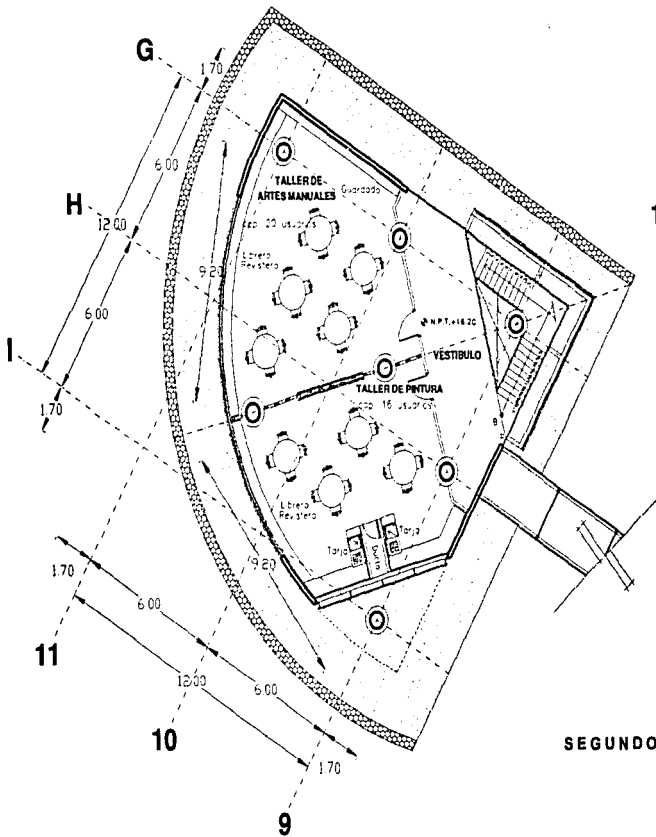 G
1.70
6.00
H
12.00
6.00
I
1.70
9.20
TALLER DE
ARTES MANUALES
Guardado
cap. 20 usuarios
Librero
Revistero
N.P.T.+16.20
VESTIBULO
TALLER DE PINTURA
cap. 16 usuarios
Librero
Revistero
Tarja
Tarja
Ducto
B
9.20
1.70
6.00
12.00
6.00
1.70
11
10
9
1
SEGUNDO